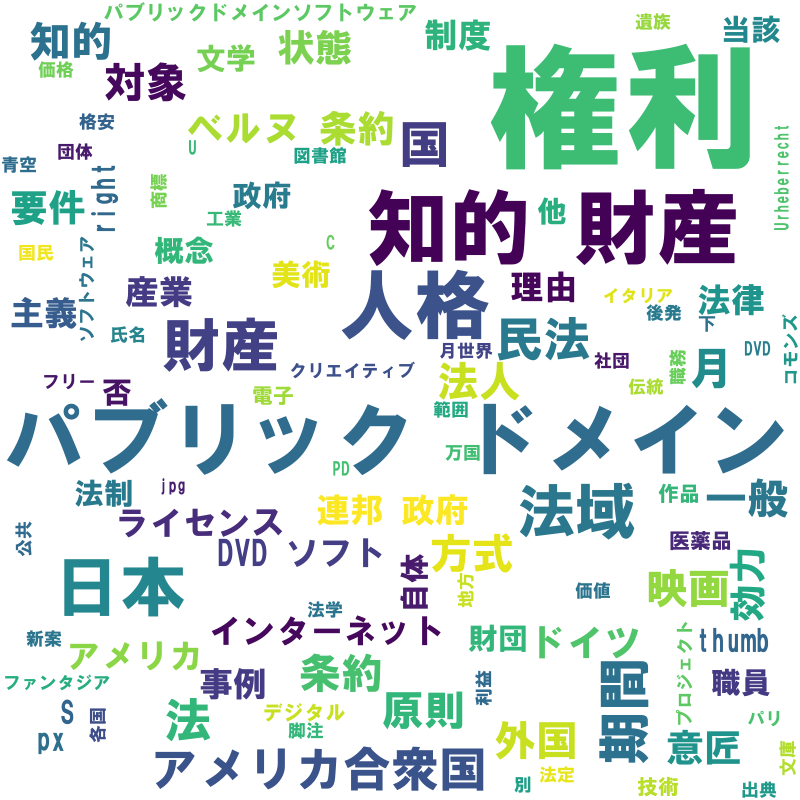 パブリックドメインソフトウェア
遺族
知的
状態
制度
当該
文学
価格
対象
権利
格安
ベルヌ 条約
国
U
団体
図書館
青空
Urheberrecht
right
商標
政府
要件
工業
知的 財産
他
国民
ソフトウェア
概念
C
美術
産業
人格
理由
イタリア
法律
主義
氏名
財産
後発
下
民法
月世界
DVD
コモンズ
社団
月
職務
クリエイティブ
フリー
否
電子
法人
伝統
範囲
パブリック ドメイン
万国
PD
法制
jpg
ライセンス
連邦 政府
法域
作品
一般
公共
DVD ソフト
方式
医薬品
日本
自体
地方
価値
映画
効力
法学
新案
インターネット
財団
ドイツ
thumb
アメリカ
プロジェクト
ファンタジア
事例
条約
利益
期間
職員
S
各国
法
デジタル
原則
脚注
パリ
px
外国
意匠
文庫
アメリカ合衆国
別
法定
技術
出典